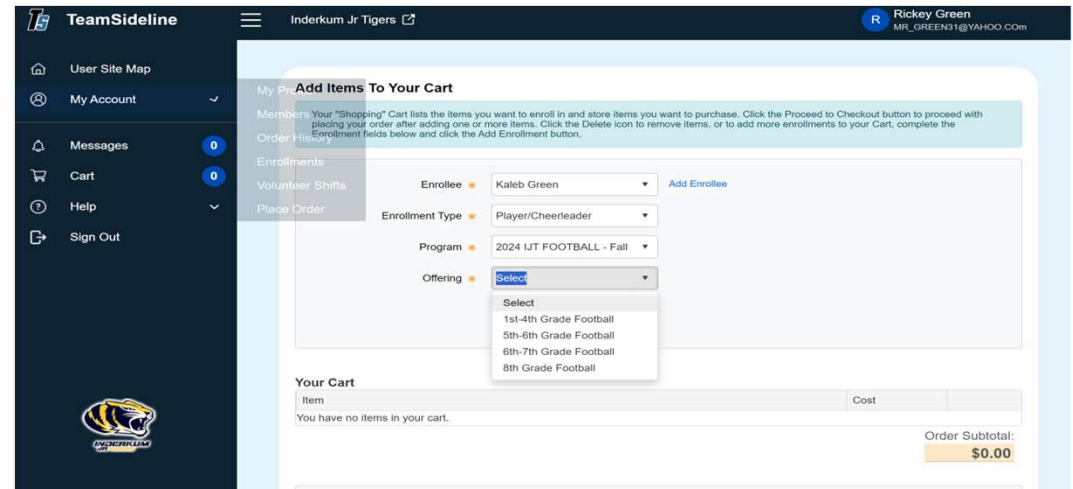 TeamSideline
Inderkum Jr Tigers
R
Rickey Green
MR_GREEN31@YAHOO.COm
User Site Map
My Account
Messages 0
Cart 0
Help
Sign Out
My Pr
Members
Order History
Enrollments
Volunteer Shifts
Place Order
INDERKUM
JR
Add Items To Your Cart
Your "Shopping" Cart lists the items you want to enroll in and store items you want to purchase. Click the Proceed to Checkout button to proceed with
placing your order after adding one or more items. Click the Delete icon to remove items, or to add more enrollments to your Cart, complete the
Enrollment fields below and click the Add Enrollment button.
Enrollee * Kaleb Green Add Enrollee
Enrollment Type * Player/Cheerleader
Program * 2024 IJT FOOTBALL - Fall
Offering * Select
Select
1st-4th Grade Football
5th-6th Grade Football
6th-7th Grade Football
8th Grade Football
Your Cart
Item Cost
You have no items in your cart.
Order Subtotal:
$0.00